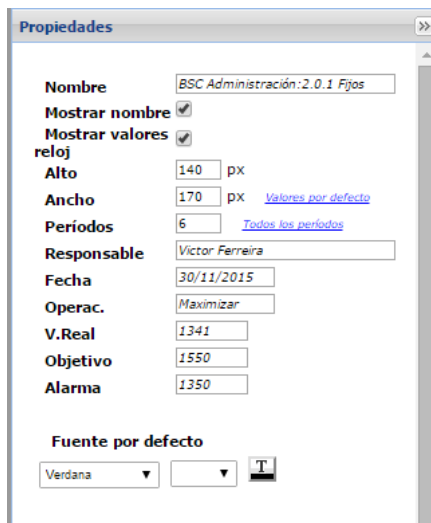 Propiedades
Nombre BSC Administración:2.0.1 Fijos
Mostrar nombre
Mostrar valores
reloj
Alto 140 px
Ancho 170 px Valores por defecto
Períodos 6 Todos los períodos
Responsable Victor Ferreira
Fecha 30/11/2015
Operac. Maximizar
V.Real 1341
Objetivo 1550
Alarma 1350
Fuente por defecto
Verdana T